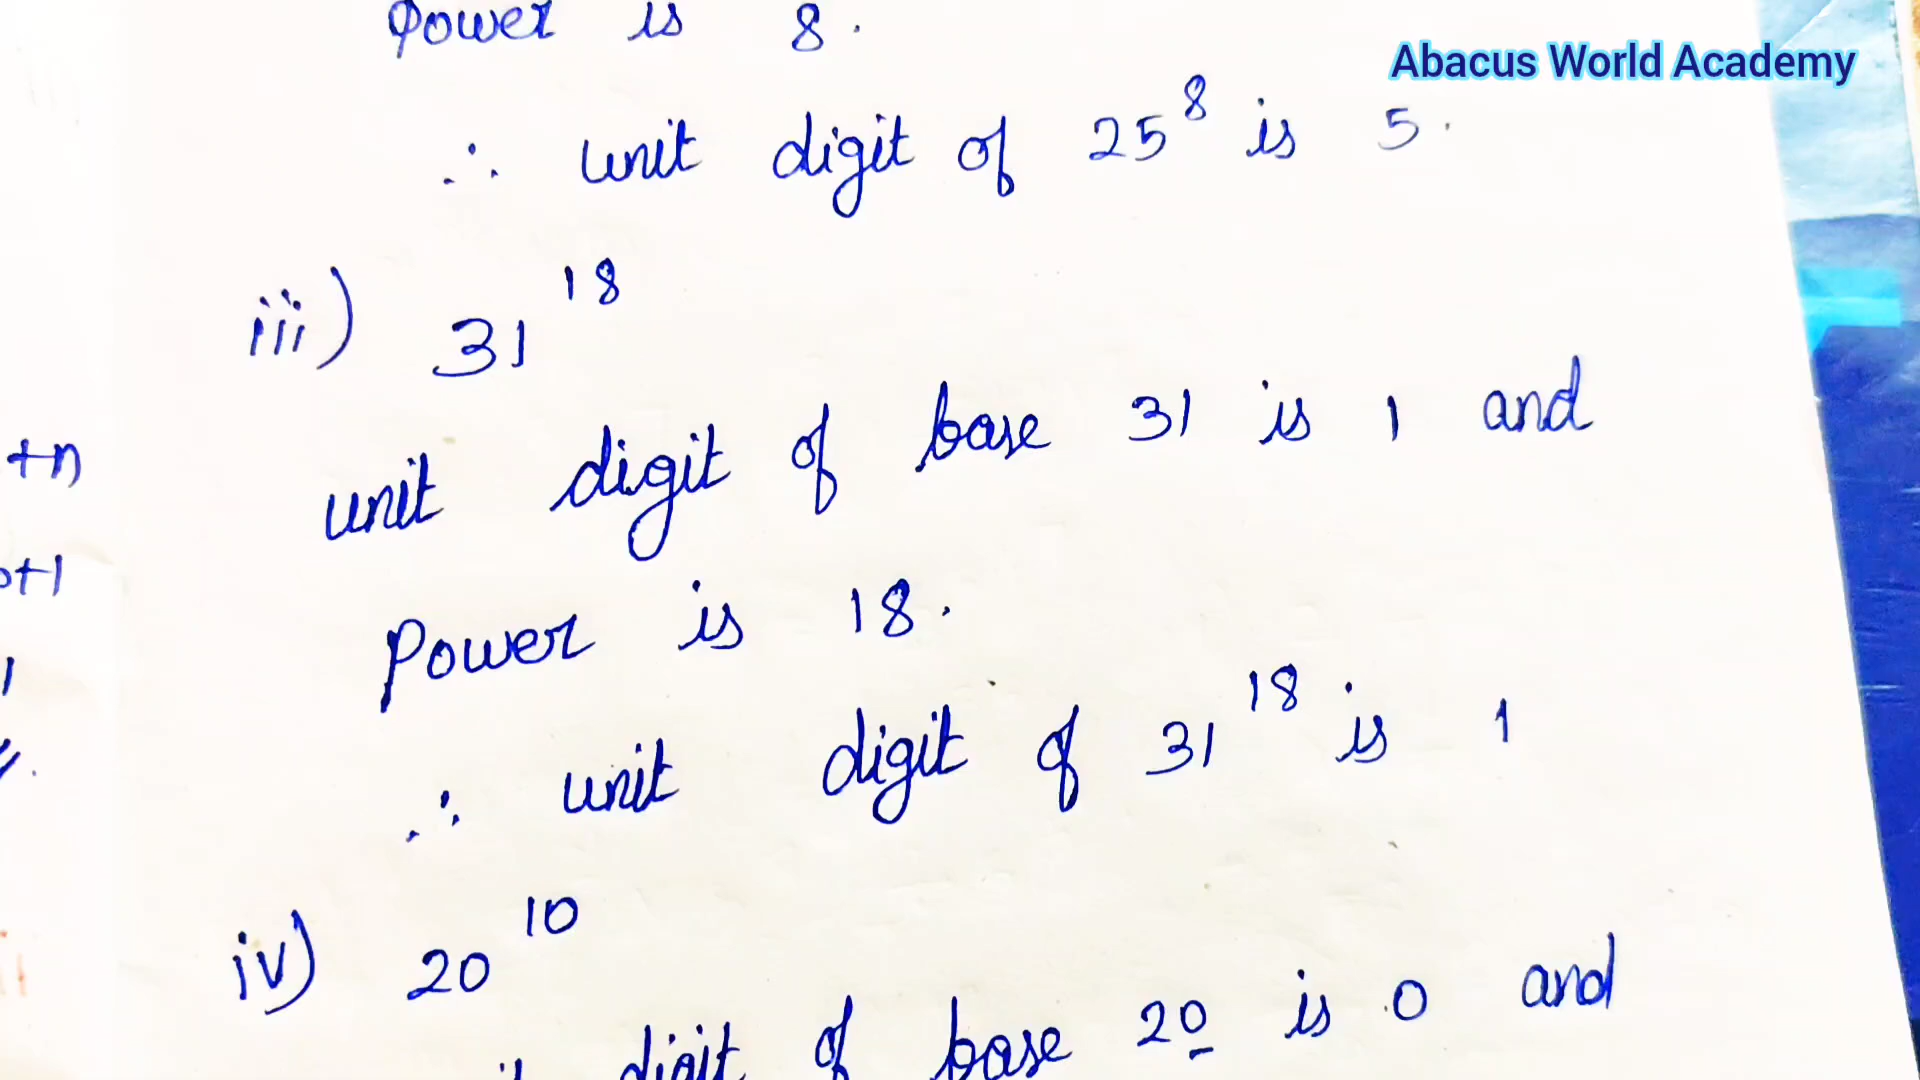 Power is 8.
Abacus World Academy
∴ unit digit of 25⁸ is 5.
iii) 31¹⁸
unit digit of base 31 is 1 and
Power is 18.
∴ unit digit of 31¹⁸ is 1
iv) 20¹⁰
digit of base 20 is 0 and
+n
+1